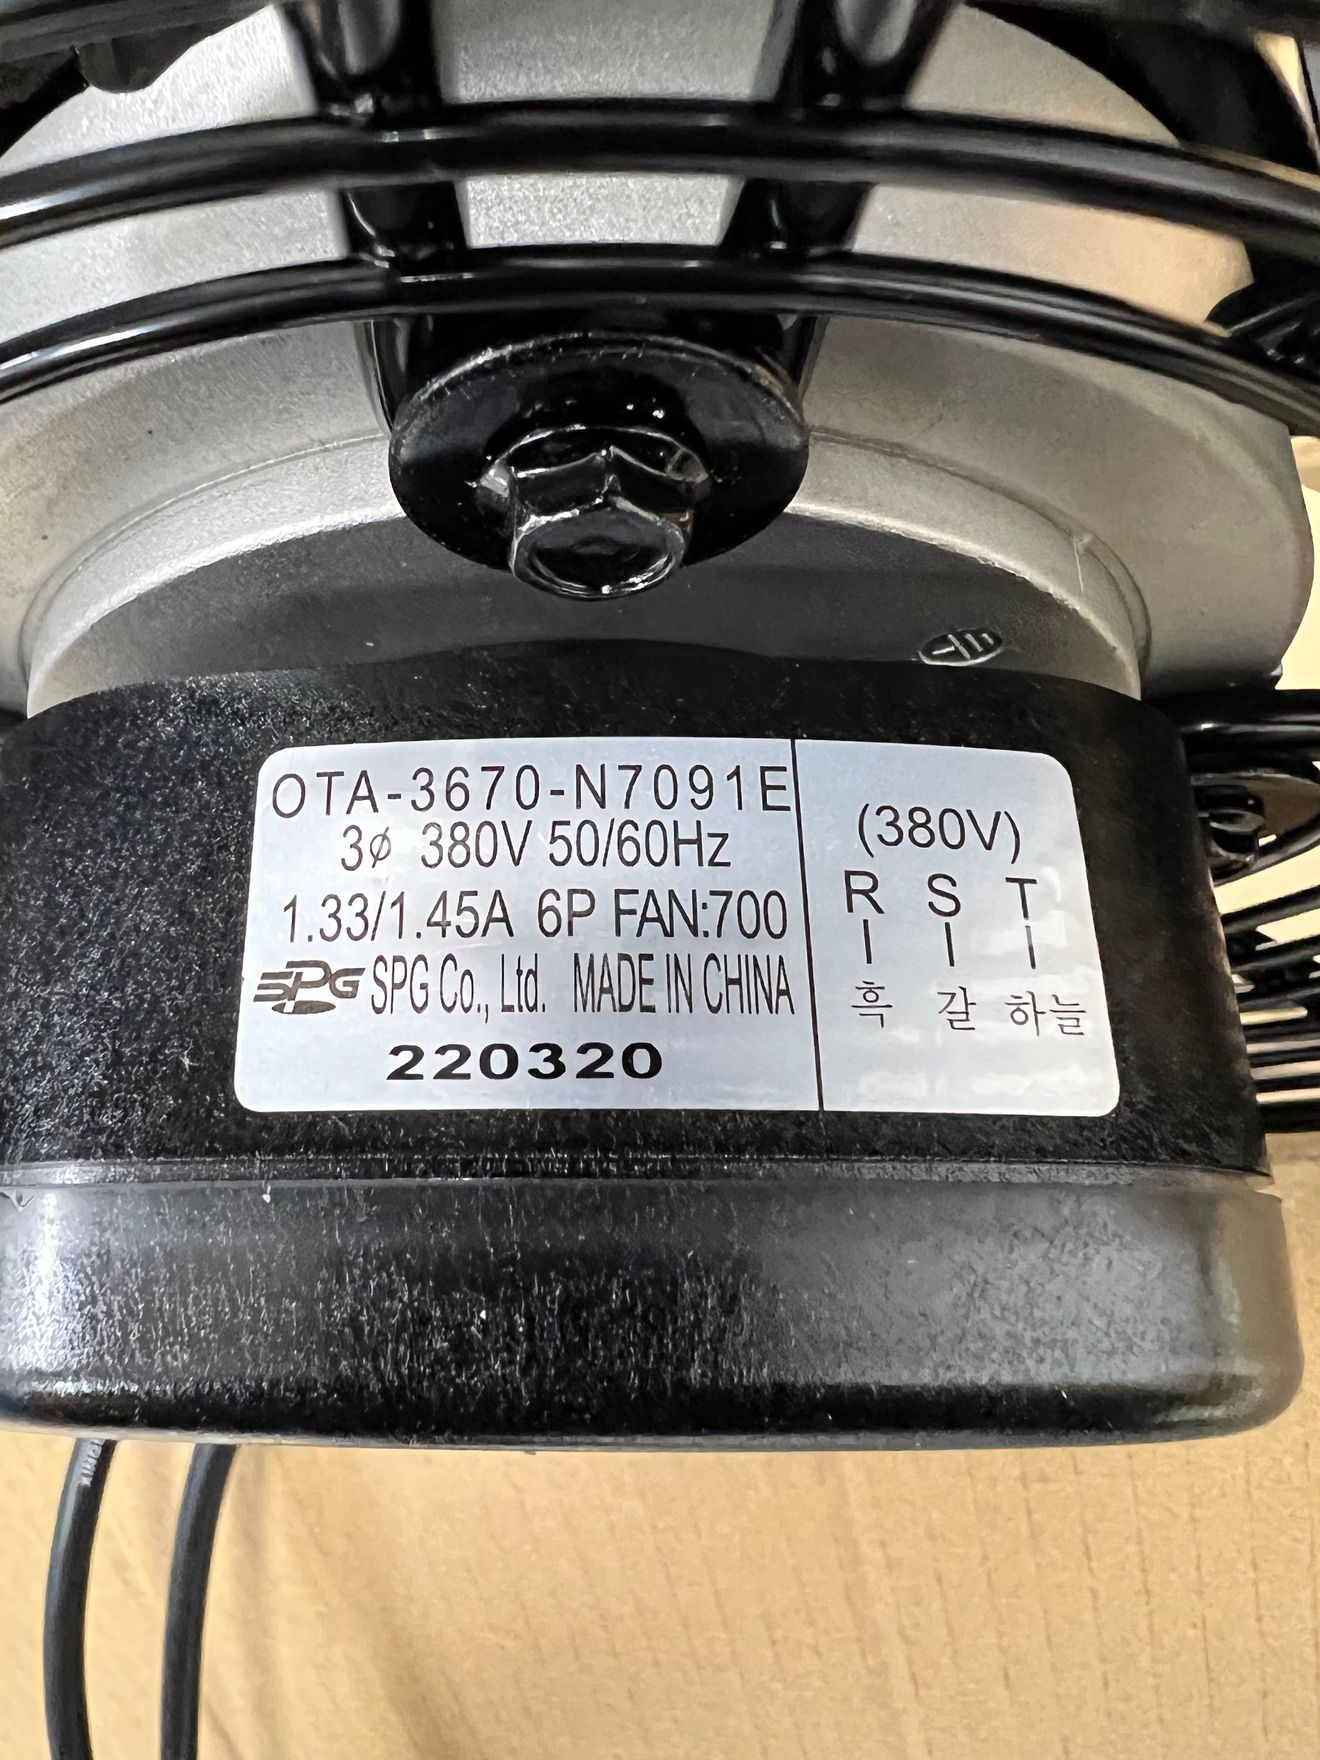 OTA-3670-N7091E
3ø 380V 50/60Hz
1.33/1.45A 6P FAN:700
SPG SPG Co., Ltd. MADE IN CHINA
220320
(380V)
R S T
흑 갈 하늘